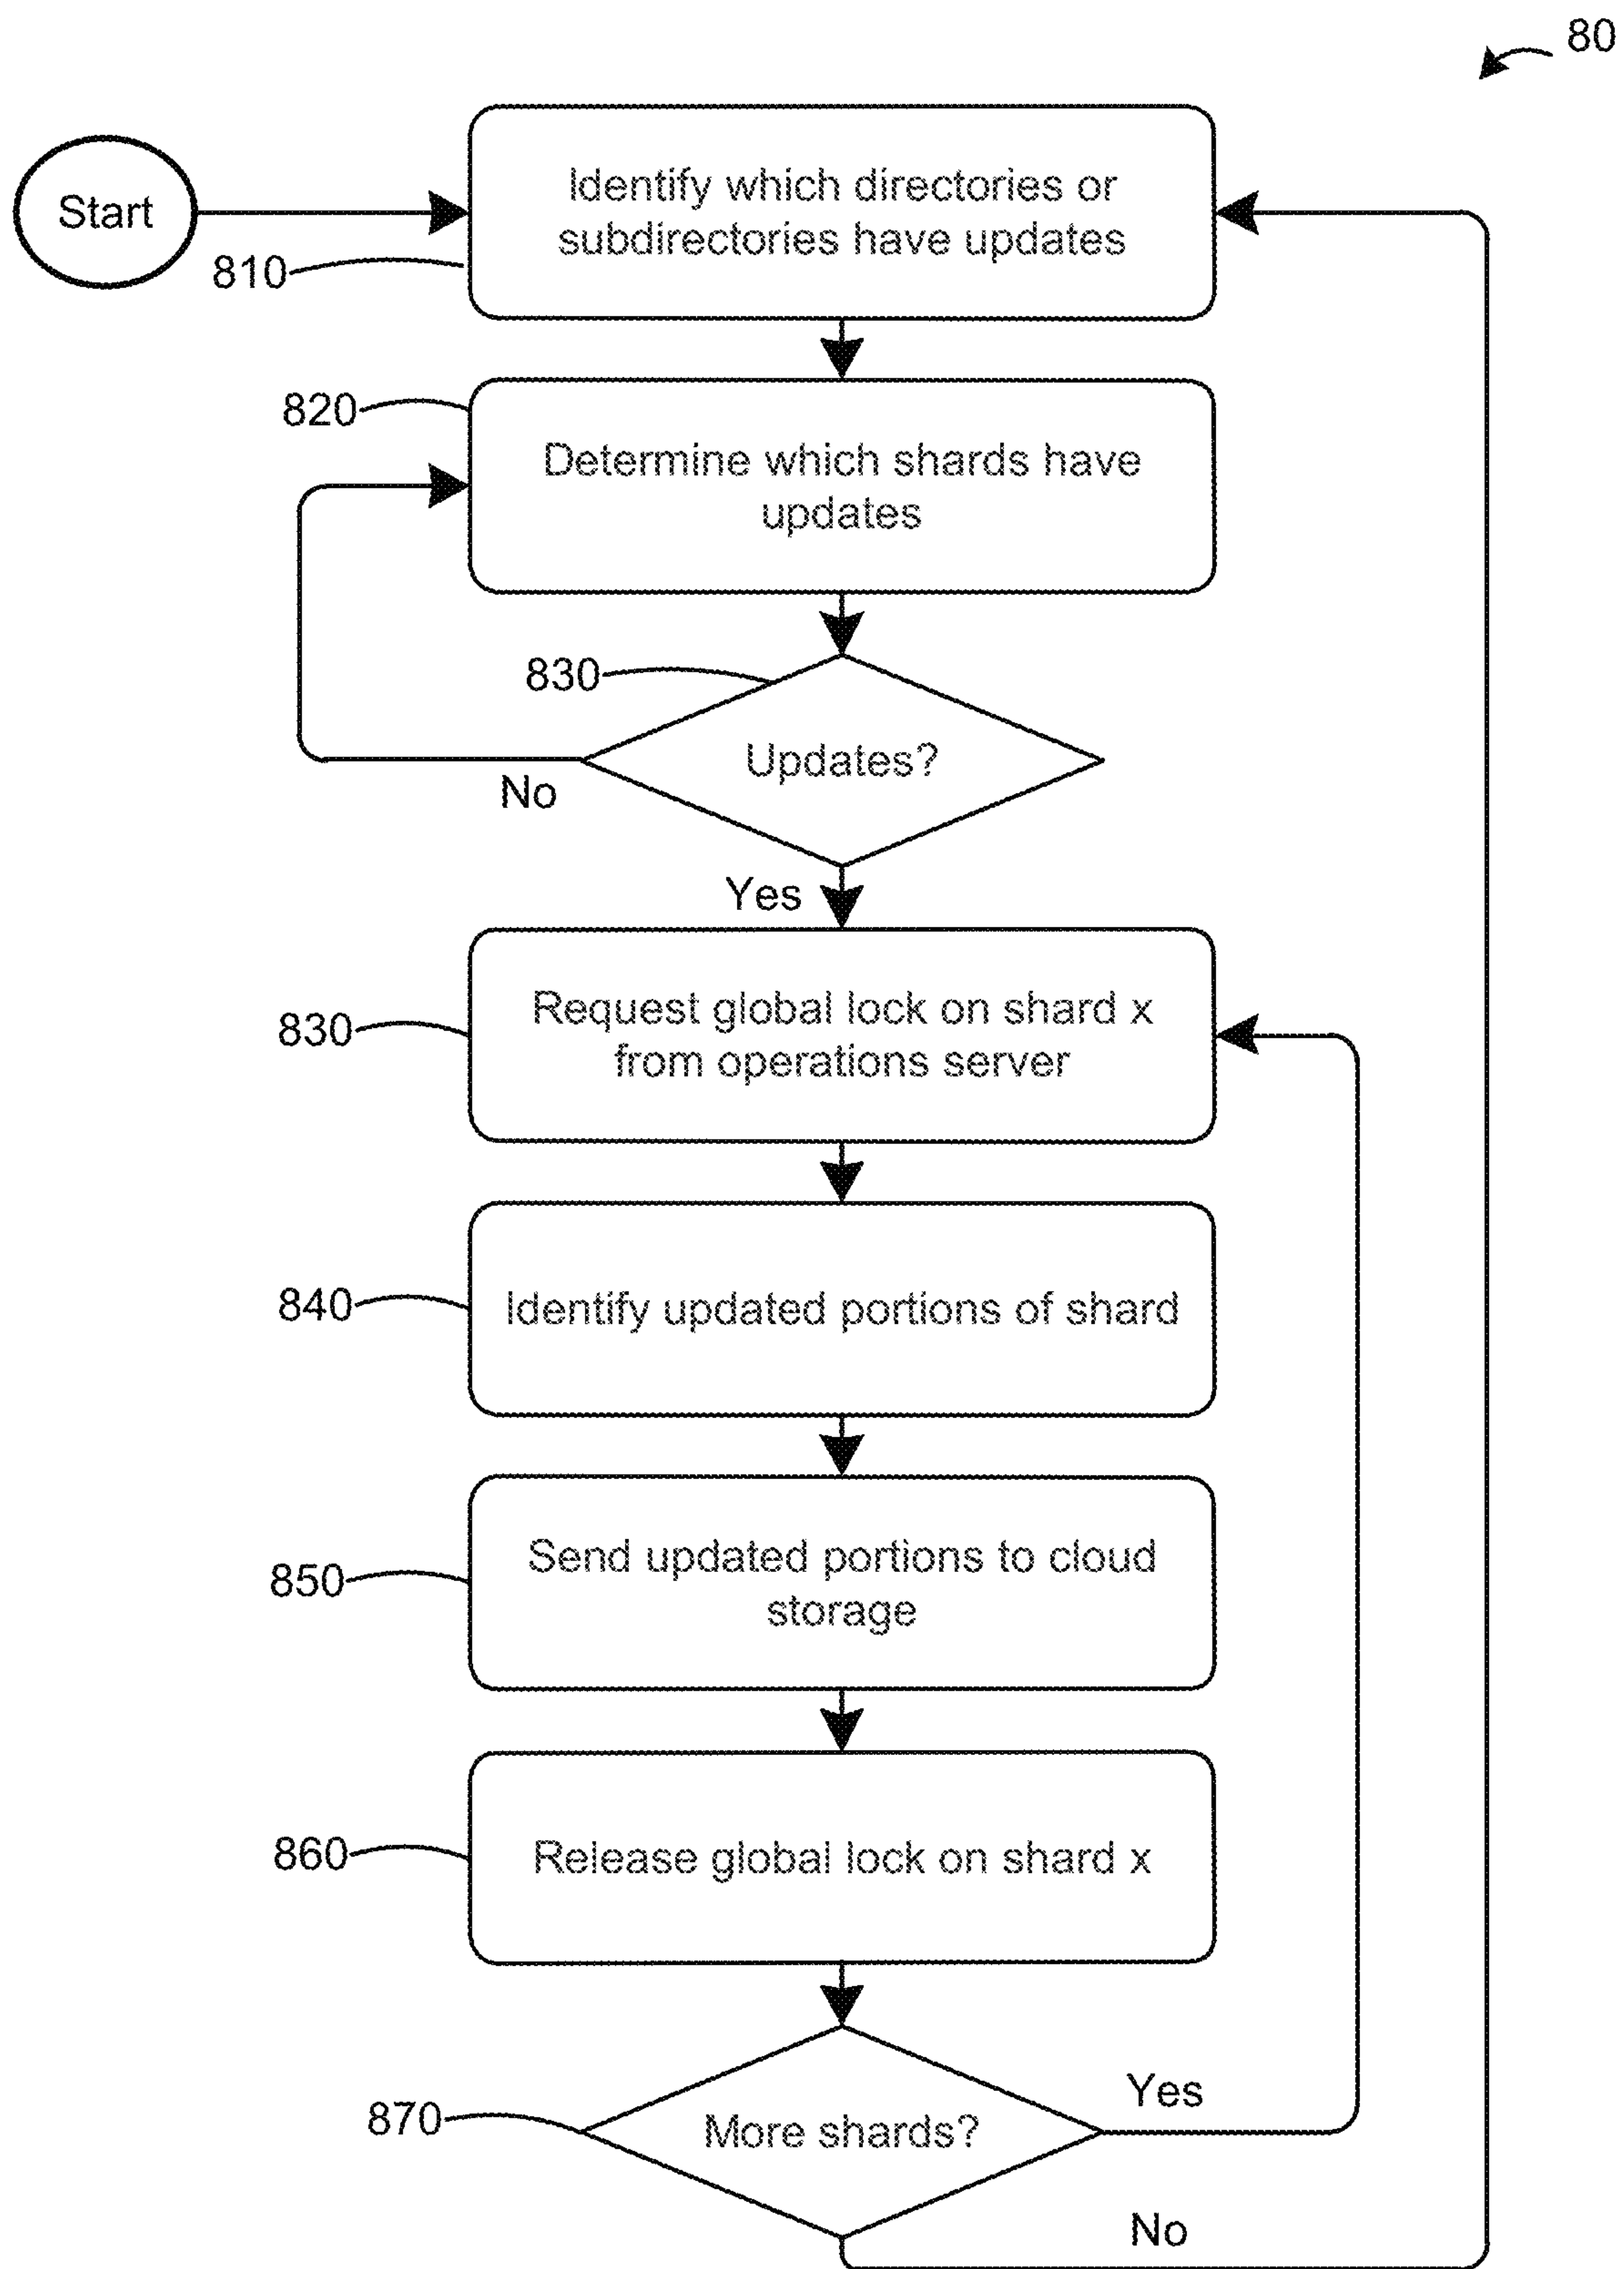 80
Start
Identify which directories or
subdirectories have updates
810
820
Determine which shards have
updates
830
Updates?
No
Yes
830
Request global lock on shard x
from operations server
840
Identify updated portions of shard
850
Send updated portions to cloud
storage
860
Release global lock on shard x
870
More shards?
Yes
No